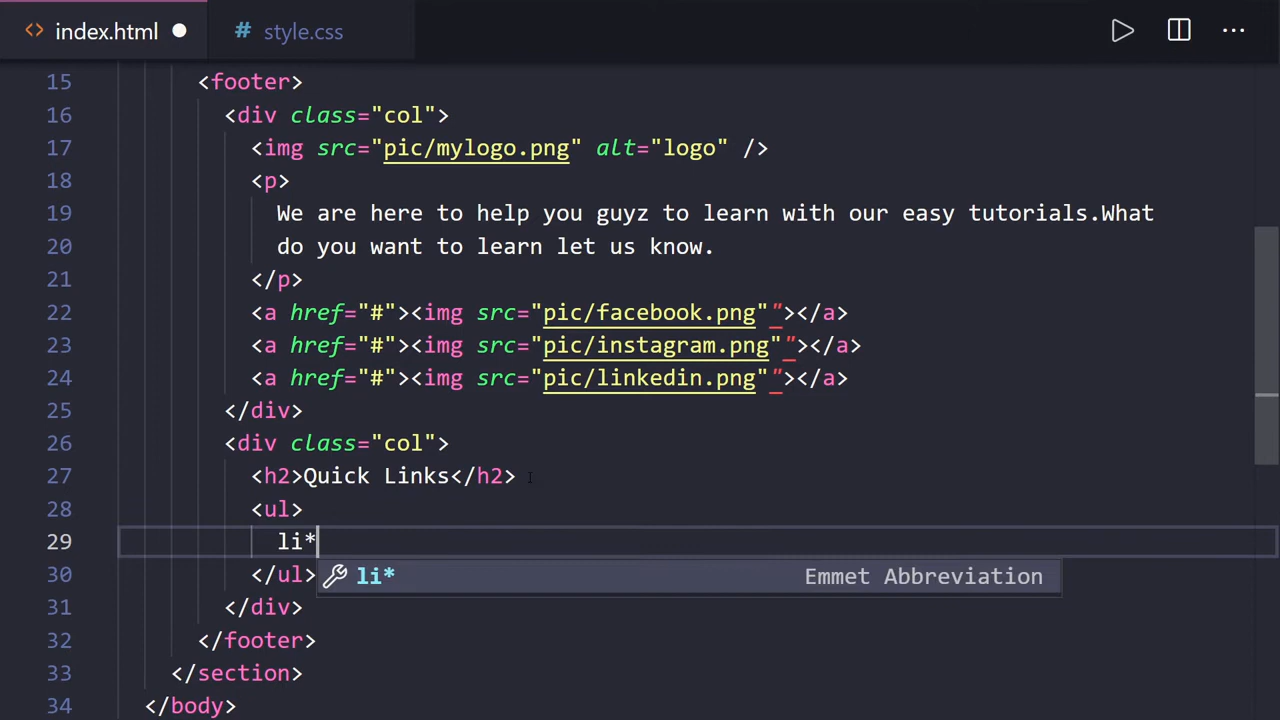 index.html
style.css
15 <footer>
16 <div class="col">
17 <img src="pic/mylogo.png" alt="logo" />
18 <p>
19 We are here to help you guyz to learn with our easy tutorials.What
20 do you want to learn let us know.
21 </p>
22 <a href="#"><img src="pic/facebook.png""></a>
23 <a href="#"><img src="pic/instagram.png""></a>
24 <a href="#"><img src="pic/linkedin.png""></a>
25 </div>
26 <div class="col">
27 <h2>Quick Links</h2>
28 <ul>
29 li*
li* Emmet Abbreviation
30 </ul>
31 </div>
32 </footer>
33 </section>
34 </body>